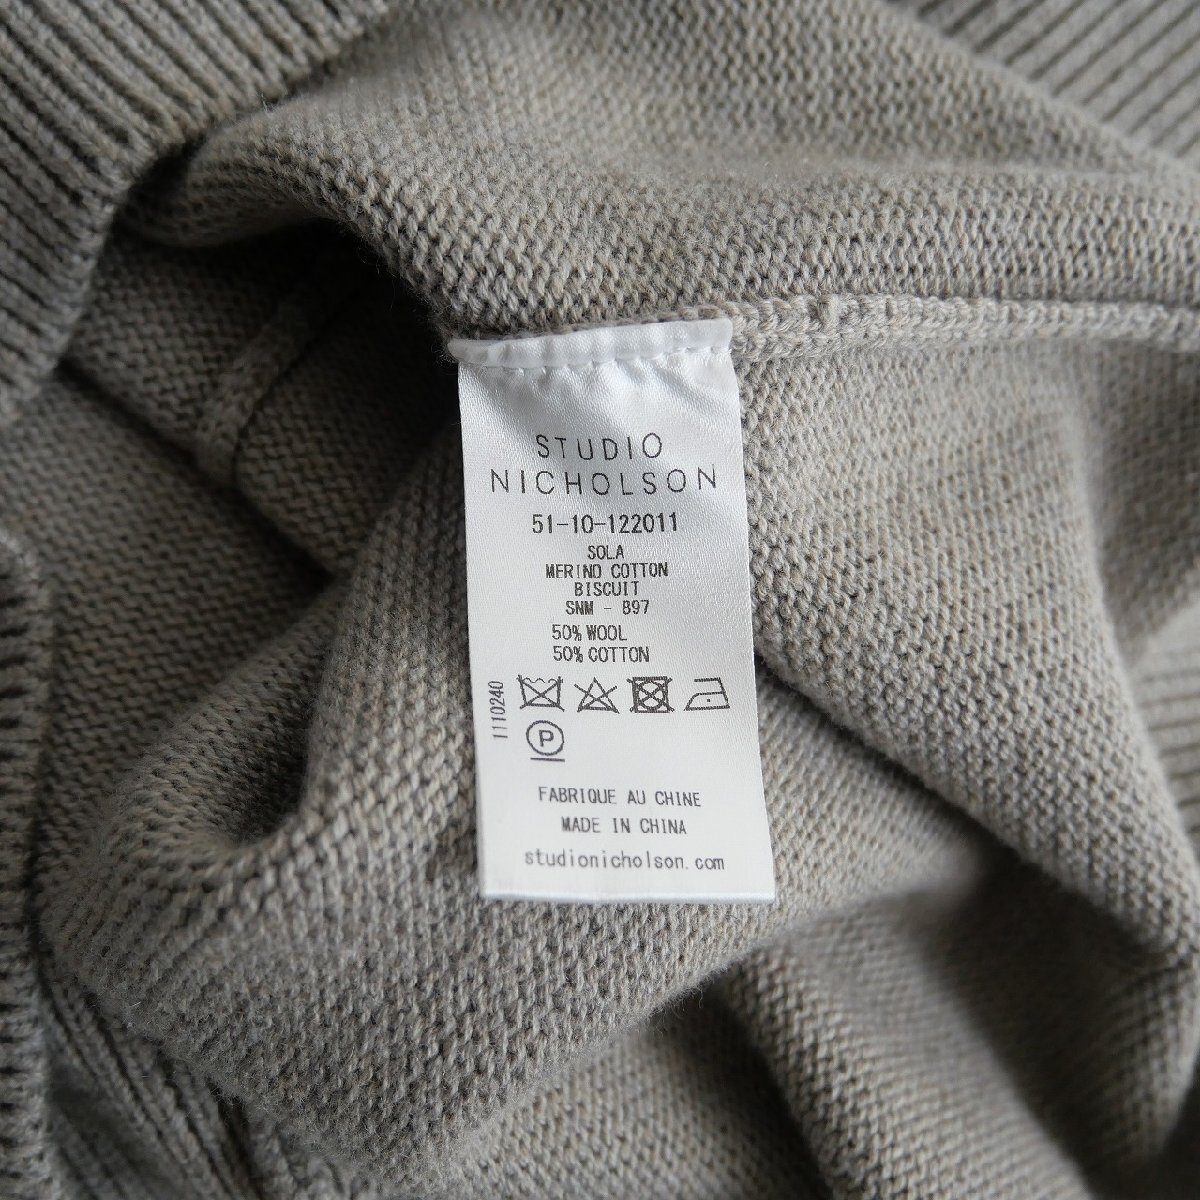 STUDIO
NICHOLSON
51-10-122011
SOLA
MERINO COTTON
BISCUIT
SNM - 897
50% WOOL
50% COTTON
1110240
P
FABRIQUE AU CHINE
MADE IN CHINA
studionicholson.com